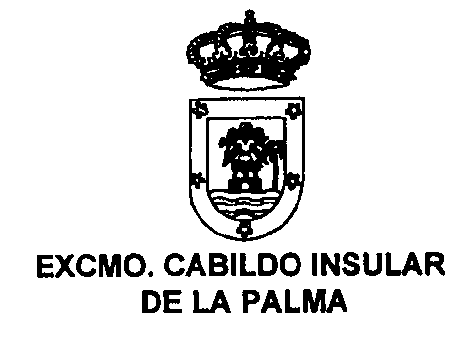 EXCMO. CABILDO INSULAR
DE LA PALMA